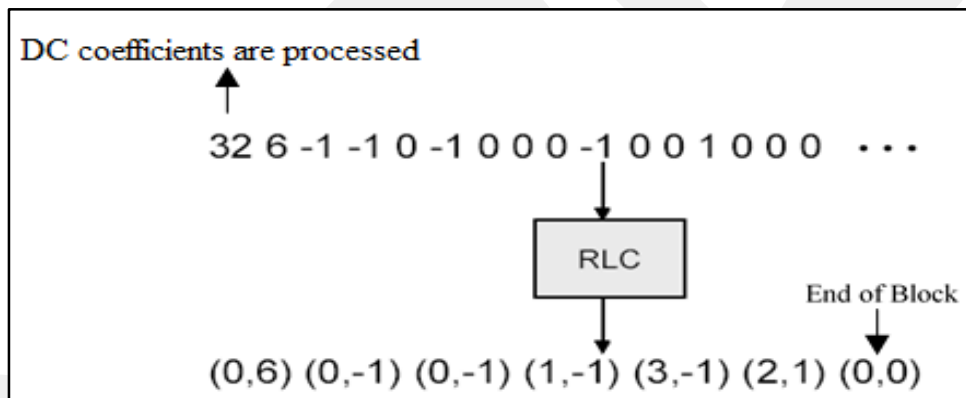 DC coefficients are processed
32 6 -1 -1 0 -1 0 0 0 -1 0 0 1 0 0 0 ...
RLC
End of Block
(0,6) (0,-1) (0,-1) (1,-1) (3,-1) (2,1) (0,0)